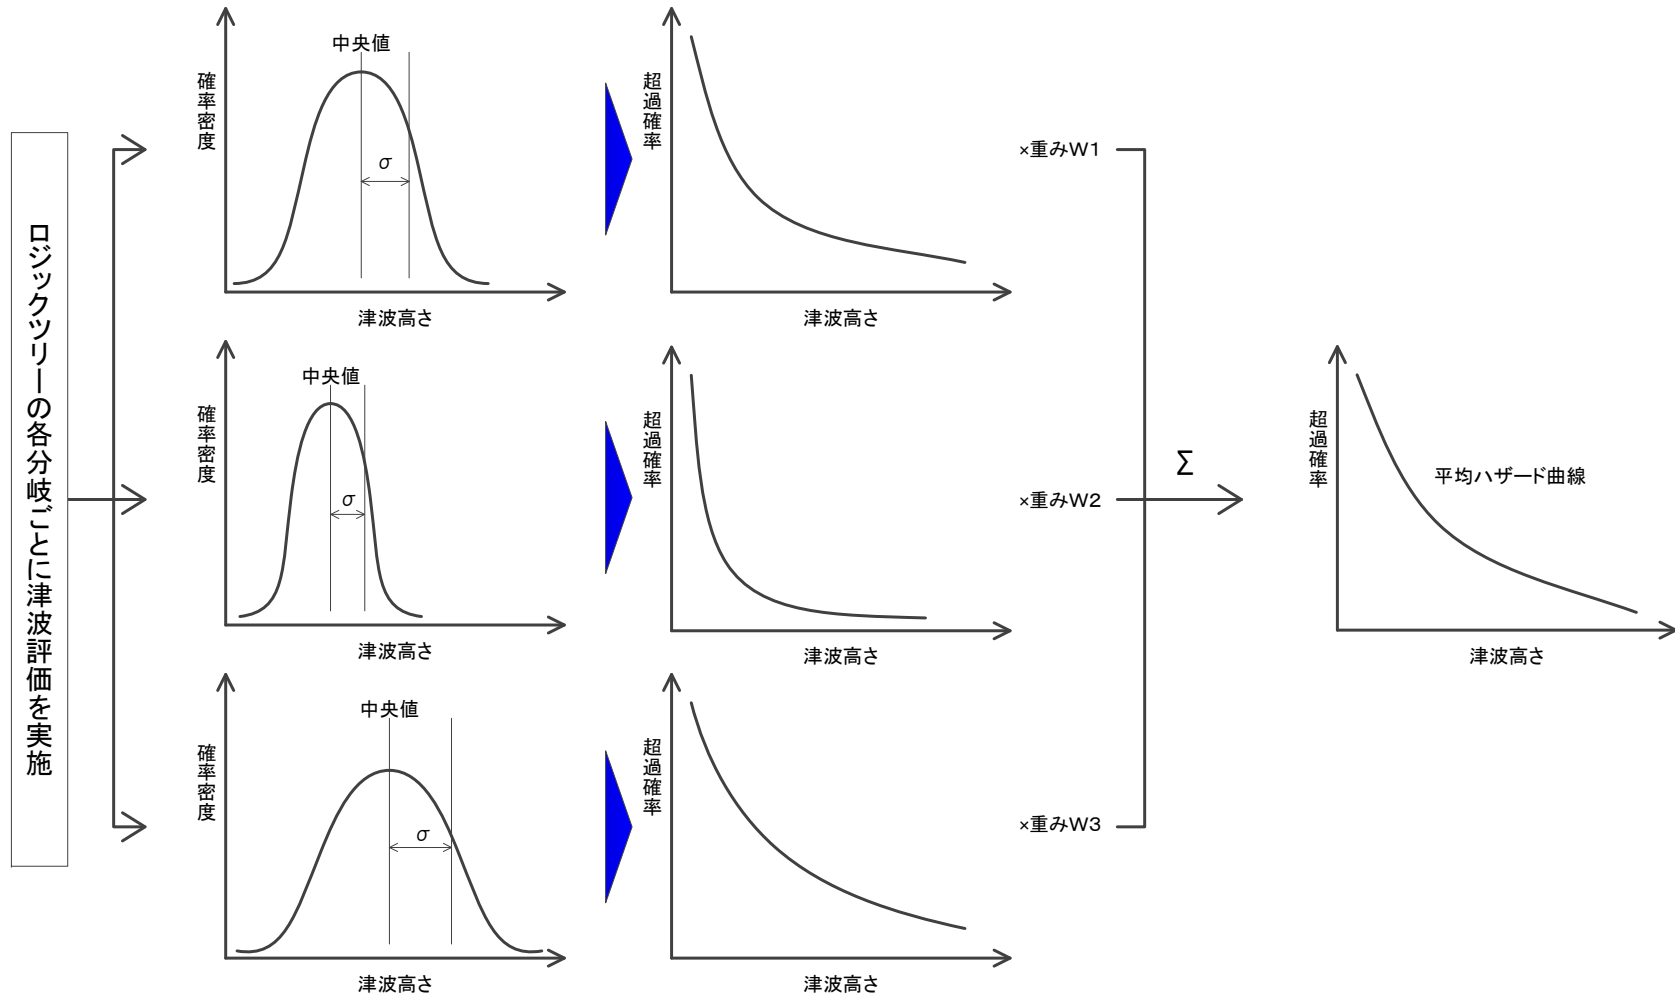 ロジックツリーの各分岐ごとに津波評価を実施
中央値
確率密度
σ
津波高さ
超過確率
津波高さ
×重みW1
中央値
確率密度
σ
津波高さ
超過確率
津波高さ
×重みW2
Σ
超過確率
平均ハザード曲線
津波高さ
中央値
確率密度
σ
津波高さ
超過確率
津波高さ
×重みW3